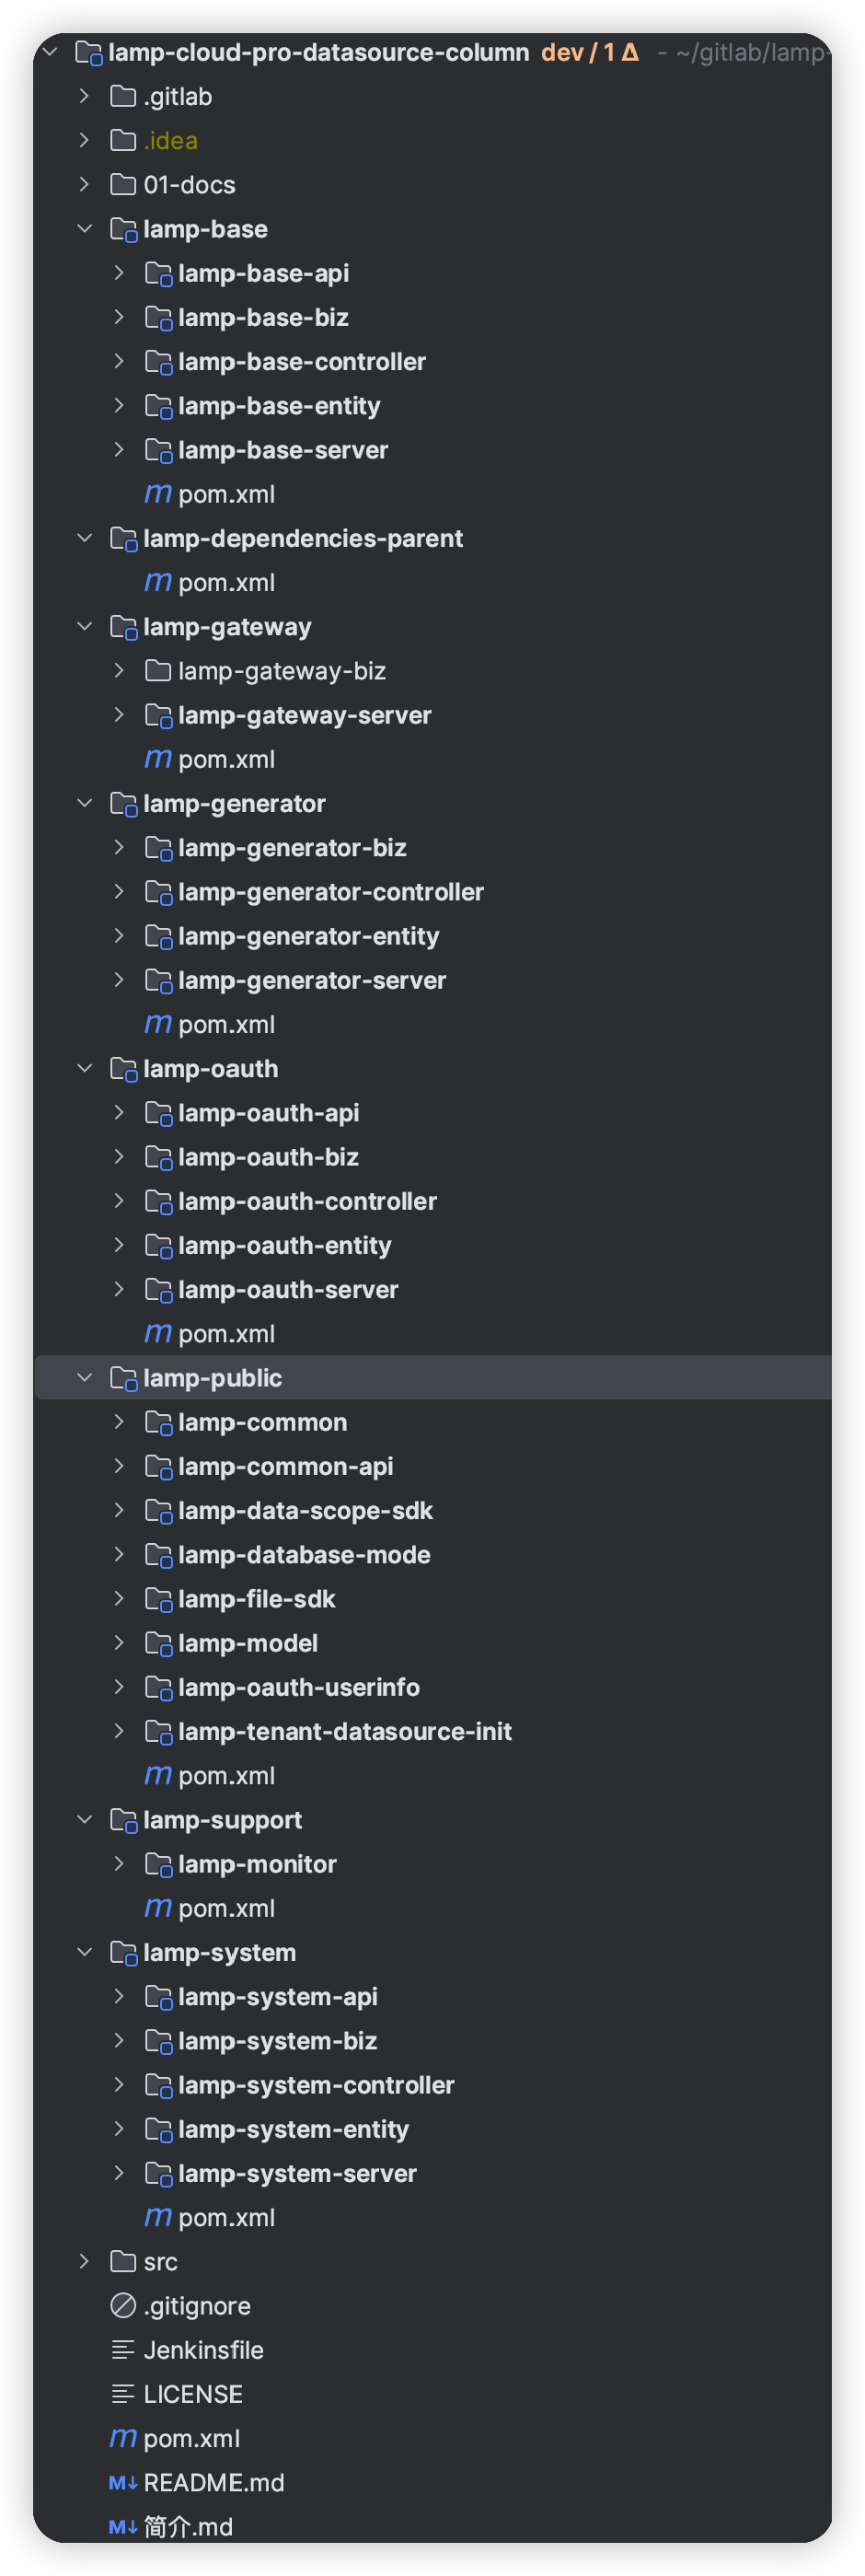 lamp-cloud-pro-datasource-column dev / 1 Δ - ~/gitlab/lamp-
.gitlab
.idea
01-docs
lamp-base
lamp-base-api
lamp-base-biz
lamp-base-controller
lamp-base-entity
lamp-base-server
m pom.xml
lamp-dependencies-parent
m pom.xml
lamp-gateway
lamp-gateway-biz
lamp-gateway-server
m pom.xml
lamp-generator
lamp-generator-biz
lamp-generator-controller
lamp-generator-entity
lamp-generator-server
m pom.xml
lamp-oauth
lamp-oauth-api
lamp-oauth-biz
lamp-oauth-controller
lamp-oauth-entity
lamp-oauth-server
m pom.xml
lamp-public
lamp-common
lamp-common-api
lamp-data-scope-sdk
lamp-database-mode
lamp-file-sdk
lamp-model
lamp-oauth-userinfo
lamp-tenant-datasource-init
m pom.xml
lamp-support
lamp-monitor
m pom.xml
lamp-system
lamp-system-api
lamp-system-biz
lamp-system-controller
lamp-system-entity
lamp-system-server
m pom.xml
src
.gitignore
Jenkinsfile
LICENSE
m pom.xml
M↓ README.md
M↓ 简介.md